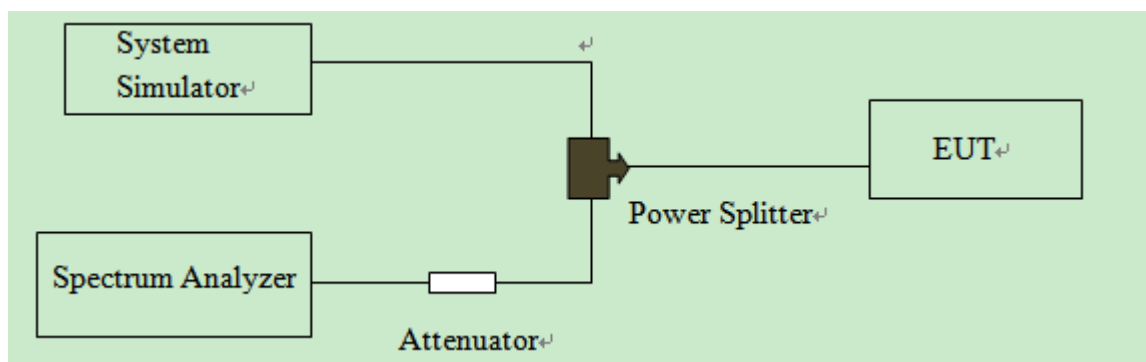 System
Simulator↵
↵
EUT↵
Power Splitter↵
Spectrum Analyzer
Attenuator↵